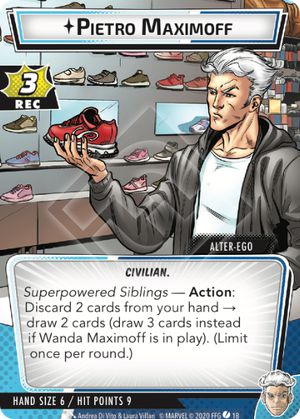 Pietro Maximoff
3
REC
ALTER-EGO
CIVILIAN.
Superpowered Siblings — Action:
Discard 2 cards from your hand →
draw 2 cards (draw 3 cards instead
if Wanda Maximoff is in play). (Limit
once per round.)
HAND SIZE 6 / HIT POINTS 9
Andrea Di Vito & Laura Villari © MARVEL © 2020 FFG 18